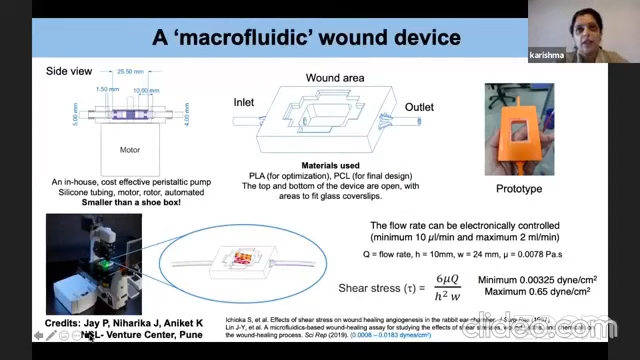 A ‘macrofluidic’ wound device
karishma
Side view
25.50 mm
1.50 mm
10.00 mm
5.00 mm
4.00 mm
Motor
An in-house, cost effective peristaltic pump
Silicone tubing, motor, rotor, automated
Smaller than a shoe box!
Wound area
Inlet
Outlet
Materials used
PLA (for optimization), PCL (for final design)
The top and bottom of the device are open, with
areas to fit glass coverslips.
Prototype
The flow rate can be electronically controlled
(minimum 10 µl/min and maximum 2 ml/min)
Q = flow rate, h = 10mm, w = 24 mm, µ = 0.0078 Pa.s
Shear stress (τ) = 6µQ / h² w
Minimum 0.00325 dyne/cm²
Maximum 0.65 dyne/cm²
Credits: Jay P, Niharika J, Aniket K
NSL- Venture Center, Pune
Ichioka S, et al. Effects of shear stress on wound healing angiogenesis in the rabbit ear chamber. J Surg Res (1997)
Lin J-Y, et al. A microfluidics-based wound-healing assay for studying the effects of shear stresses, wound
the wound-healing process. Sci Rep (2019). (0.0008 – 0.0183 dyne/cm²)
clideo.com